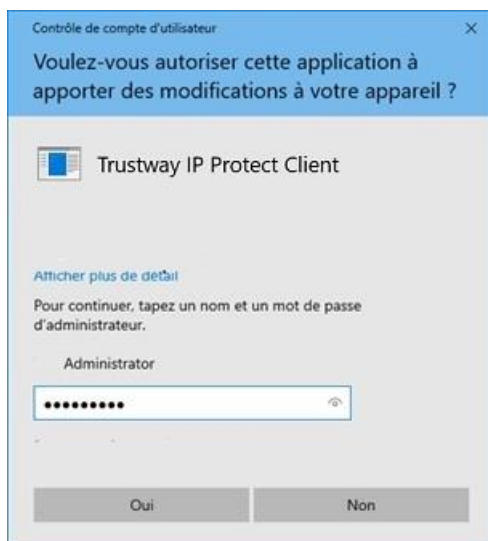 Contrôle de compte d'utilisateur
Voulez-vous autoriser cette application à
apporter des modifications à votre appareil ?
Trustway IP Protect Client
Afficher plus de détail
Pour continuer, tapez un nom et un mot de passe
d'administrateur.
Administrator
•••••••••
Oui
Non